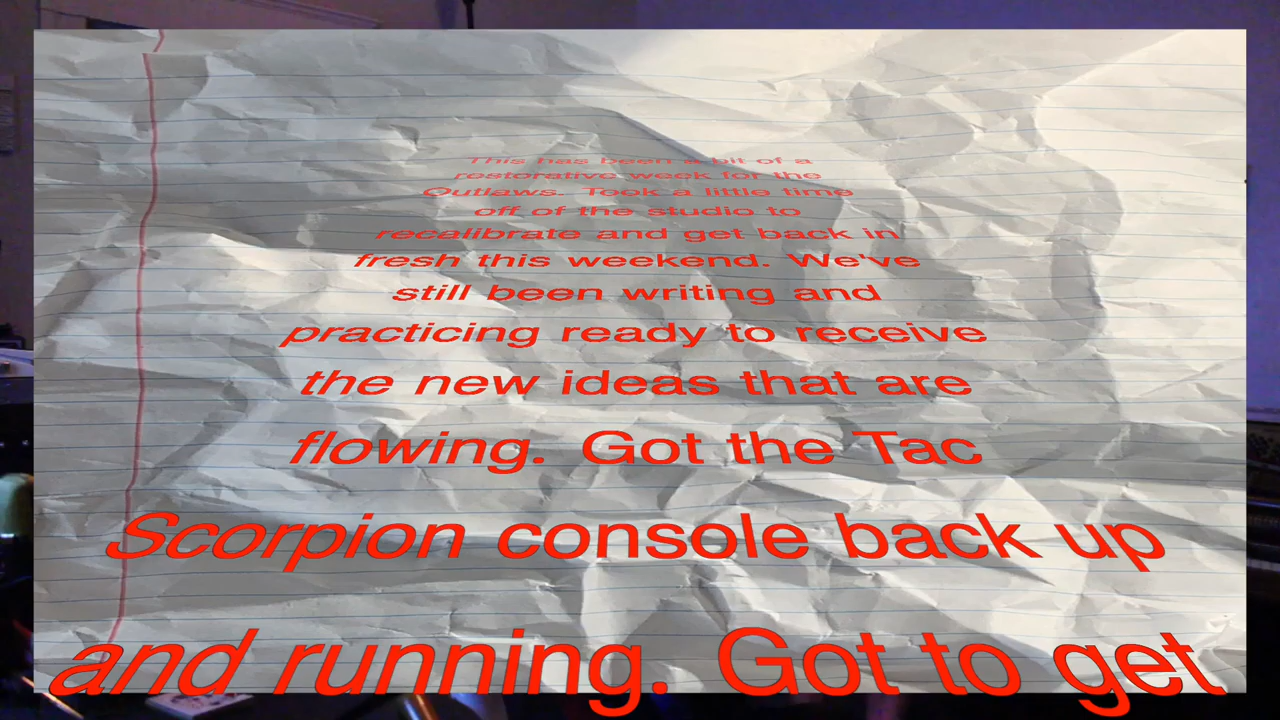 This has been a bit of a
restorative week for the
Outlaws. Took a little time
off of the studio to
recalibrate and get back in
fresh this weekend. We've
still been writing and
practicing ready to receive
the new ideas that are
flowing. Got the Tac
Scorpion console back up
and running. Got to get